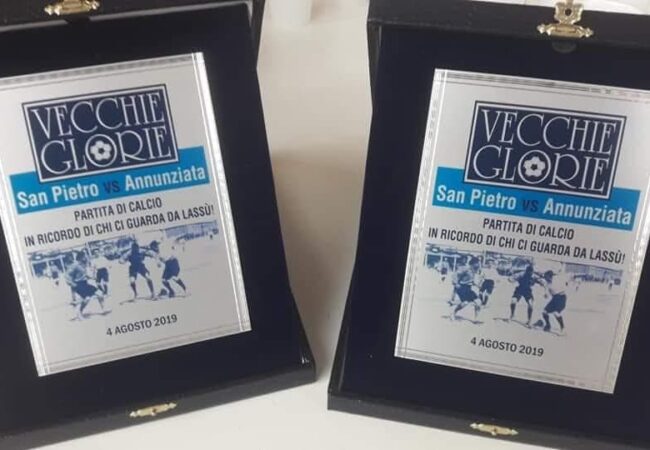 VECCHIE
GLORIE
San Pietro VS Annunziata
PARTITA DI CALCIO
IN RICORDO DI CHI CI GUARDA DA LASSÙ!
4 AGOSTO 2019
VECCHIE
GLORIE
San Pietro VS Annunziata
PARTITA DI CALCIO
IN RICORDO DI CHI CI GUARDA DA LASSÙ!
4 AGOSTO 2019